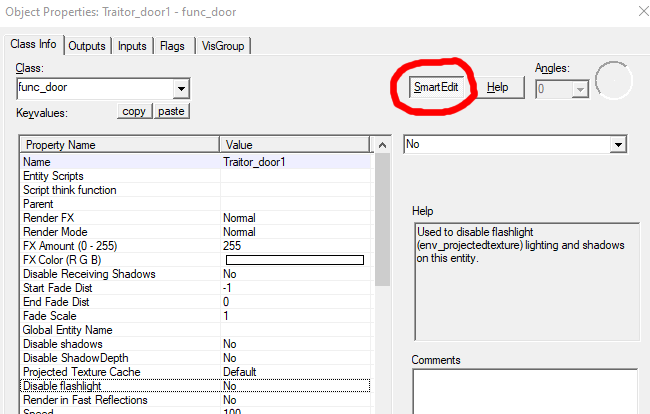 Object Properties: Traitor_door1 - func_door
Class Info Outputs Inputs Flags VisGroup
Class:
func_door
SmartEdit Help
Angles:
0
Keyvalues: copy paste
Property Name Value
Name Traitor_door1
Entity Scripts
Script think function
Parent
Render FX Normal
Render Mode Normal
FX Amount (0 - 255) 255
FX Color (R G B)
Disable Receiving Shadows No
Start Fade Dist -1
End Fade Dist 0
Fade Scale 1
Global Entity Name
Disable shadows No
Disable ShadowDepth No
Projected Texture Cache Default
Disable flashlight No
Render in Fast Reflections No
Speed 100
No
Help
Used to disable flashlight
(env_projectedtexture) lighting and shadows
on this entity.
Comments